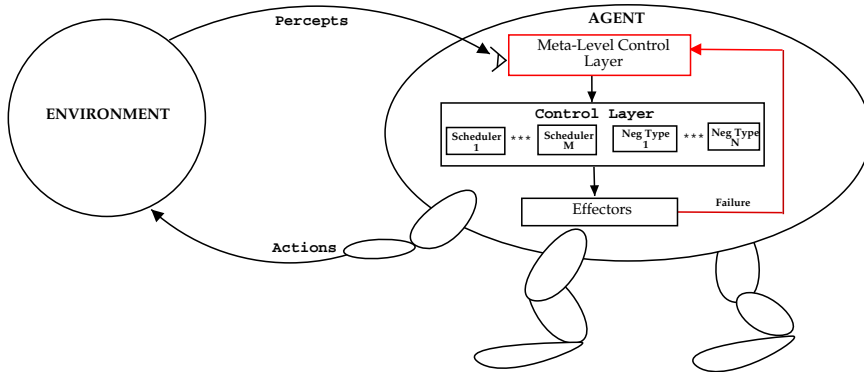 Percepts
AGENT
Meta-Level Control
Layer
ENVIRONMENT
Control Layer
Scheduler
1
***
Scheduler
M
Neg Type
1
***
Neg Type
N
Effectors
Failure
Actions